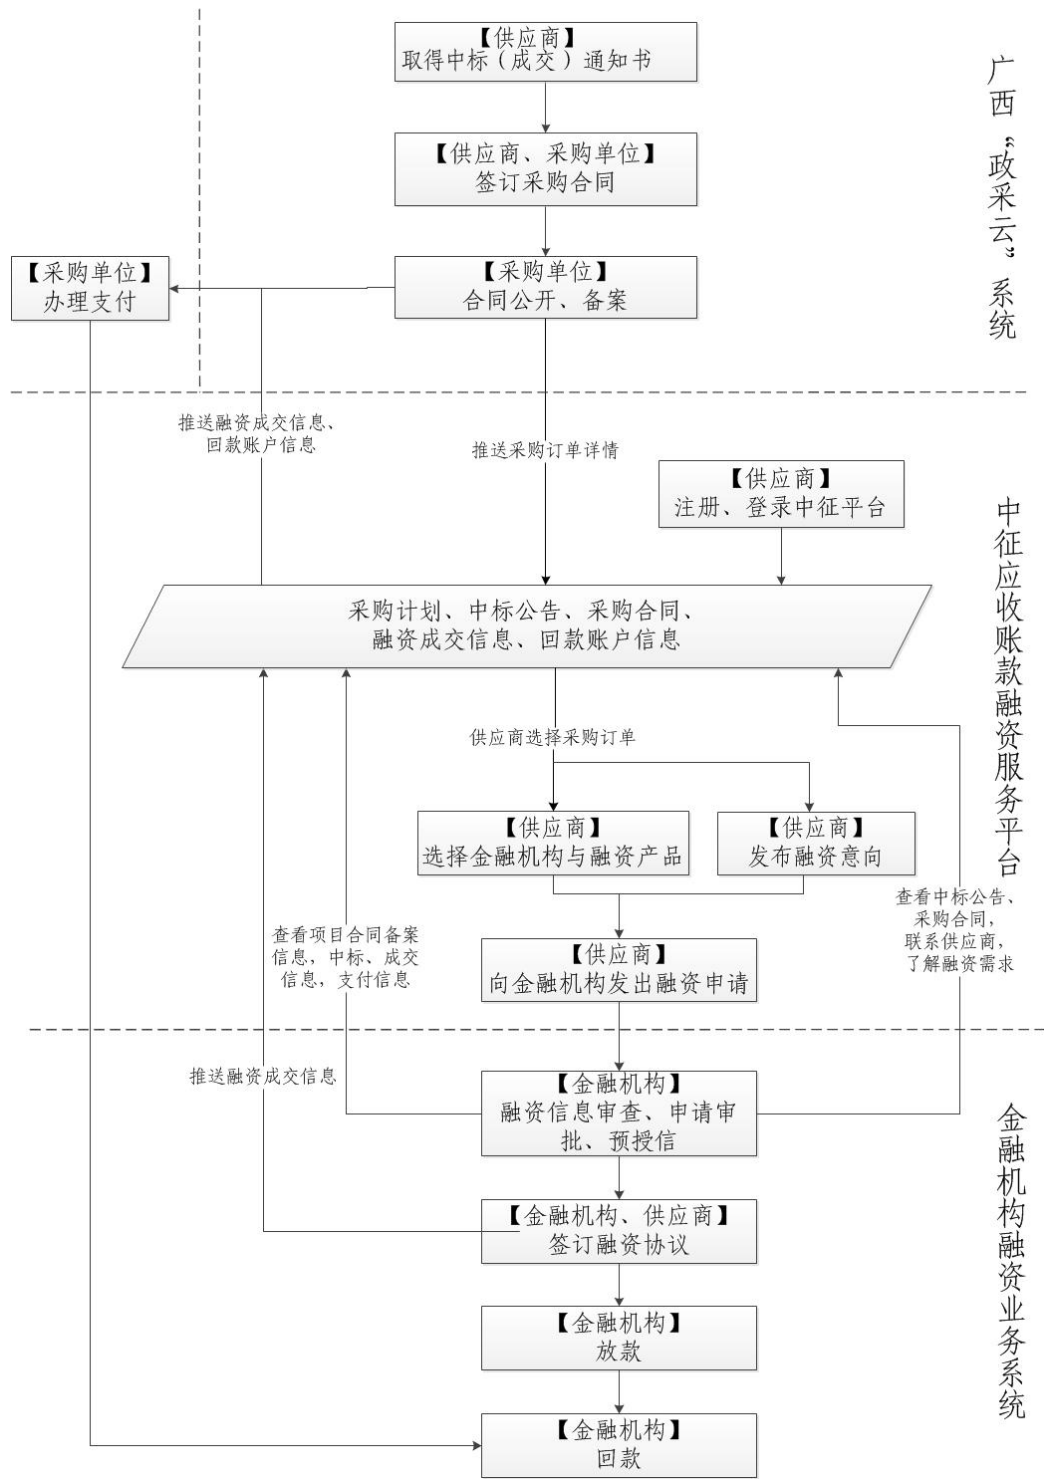 【供应商】
取得中标（成交）通知书
【供应商、采购单位】
签订采购合同
【采购单位】
合同公开、备案
【采购单位】
办理支付
广西“政采云”系统
推送融资成交信息、
回款账户信息
推送采购订单详情
【供应商】
注册、登录中征平台
采购计划、中标公告、采购合同、
融资成交信息、回款账户信息
供应商选择采购订单
【供应商】
选择金融机构与融资产品
【供应商】
发布融资意向
查看中标公告、
采购合同，
联系供应商，
了解融资需求
查看项目合同备案
信息，中标、成交
信息，支付信息
【供应商】
向金融机构发出融资申请
中征应收账款融资服务平台
推送融资成交信息
【金融机构】
融资信息审查、申请审
批、预授信
【金融机构、供应商】
签订融资协议
【金融机构】
放款
【金融机构】
回款
金融机构融资业务系统